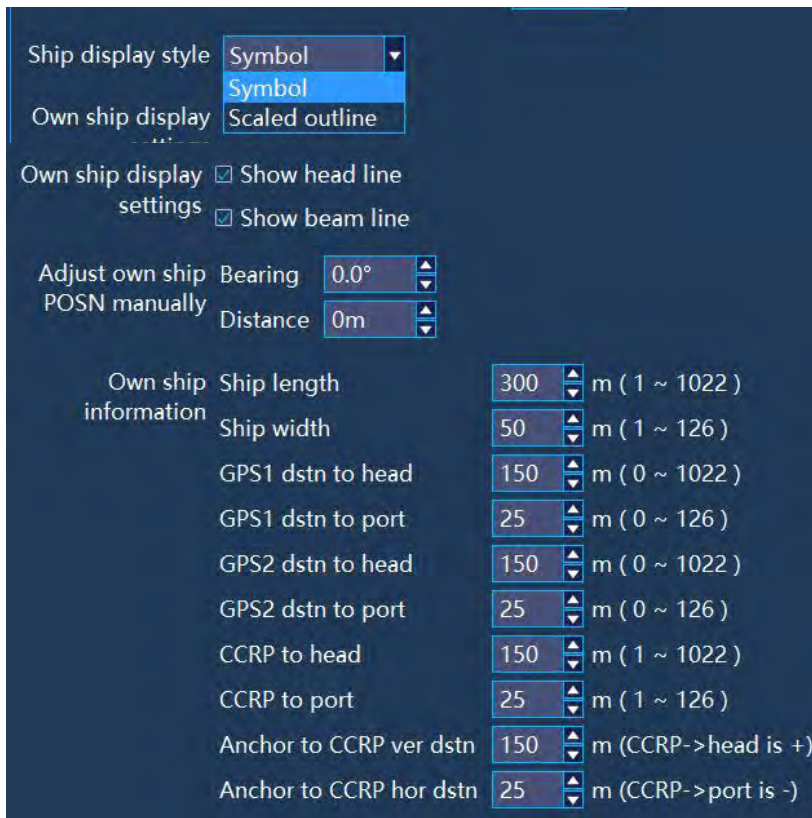 Ship display style Symbol
Symbol
Own ship display Scaled outline
Own ship display Show head line
settings Show beam line
Adjust own ship Bearing 0.0°
POSN manually Distance 0m
Own ship Ship length 300 m ( 1 ~ 1022 )
information Ship width 50 m ( 1 ~ 126 )
GPS1 dstn to head 150 m ( 0 ~ 1022 )
GPS1 dstn to port 25 m ( 0 ~ 126 )
GPS2 dstn to head 150 m ( 0 ~ 1022 )
GPS2 dstn to port 25 m ( 0 ~ 126 )
CCRP to head 150 m ( 1 ~ 1022 )
CCRP to port 25 m ( 1 ~ 126 )
Anchor to CCRP ver dstn 150 m (CCRP->head is +)
Anchor to CCRP hor dstn 25 m (CCRP->port is -)